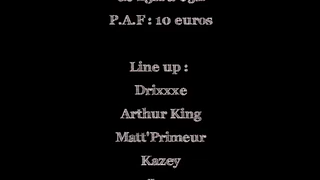 P.A.F : 10 euros
Line up :
Drixxxe
Arthur King
Matt'Primeur
Kazey